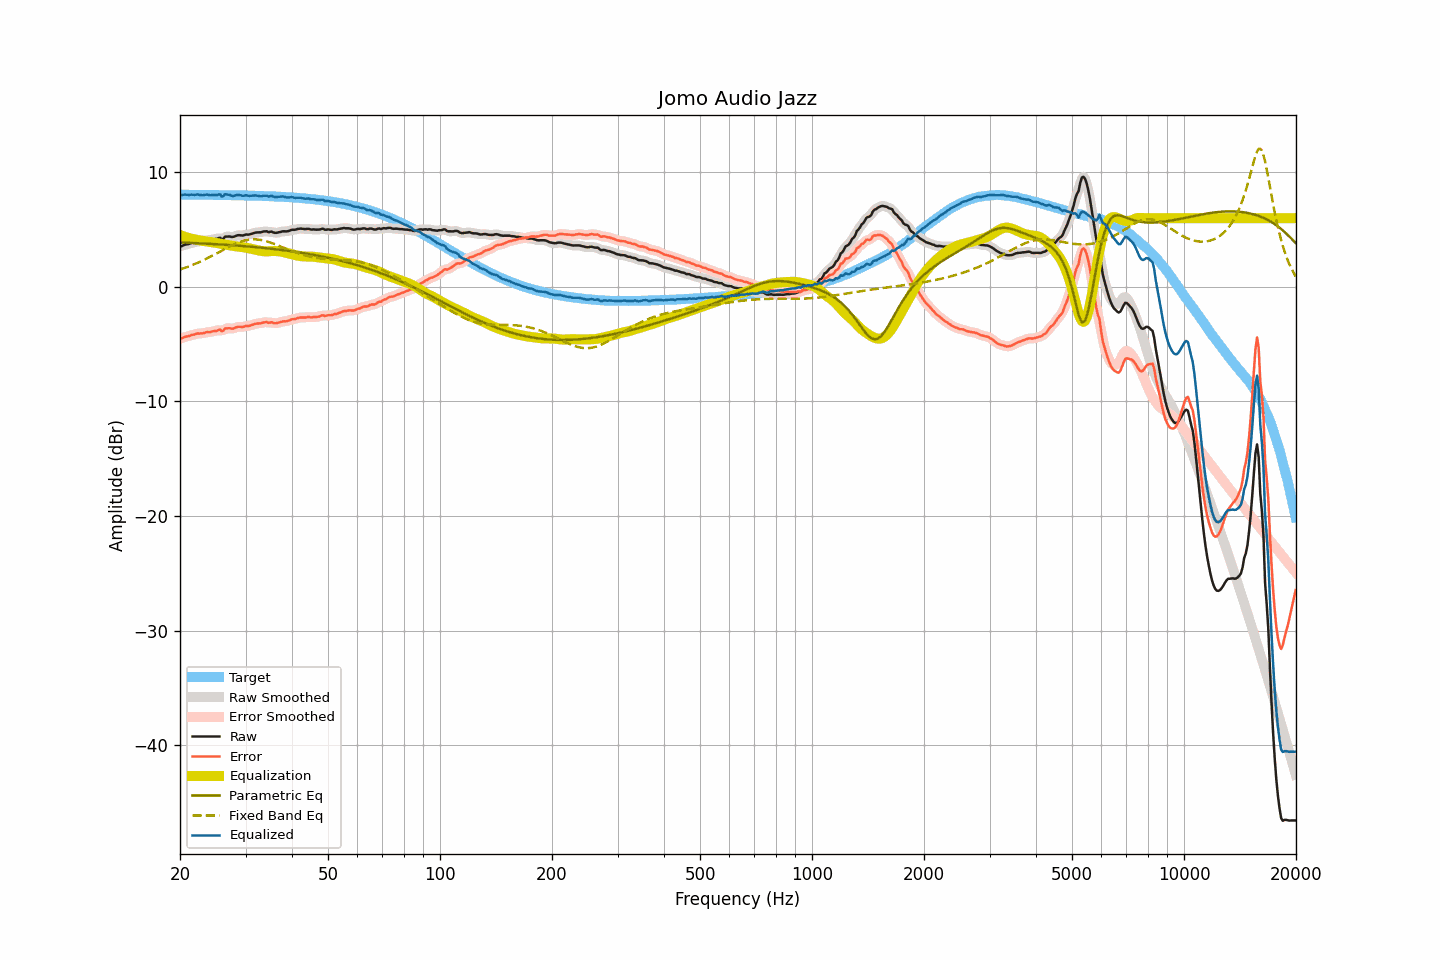 Jomo Audio Jazz
Amplitude (dBr)
10
0
−10
−20
−30
−40
Target
Raw Smoothed
Error Smoothed
Raw
Error
Equalization
Parametric Eq
Fixed Band Eq
Equalized
20 50 100 200 500 1000 2000 5000 10000 20000
Frequency (Hz)